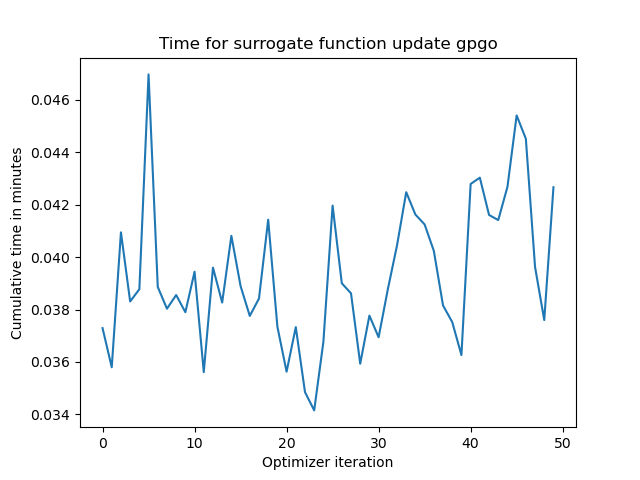 Time for surrogate function update gpgo
Cumulative time in minutes
0.046
0.044
0.042
0.040
0.038
0.036
0.034
0 10 20 30 40 50
Optimizer iteration